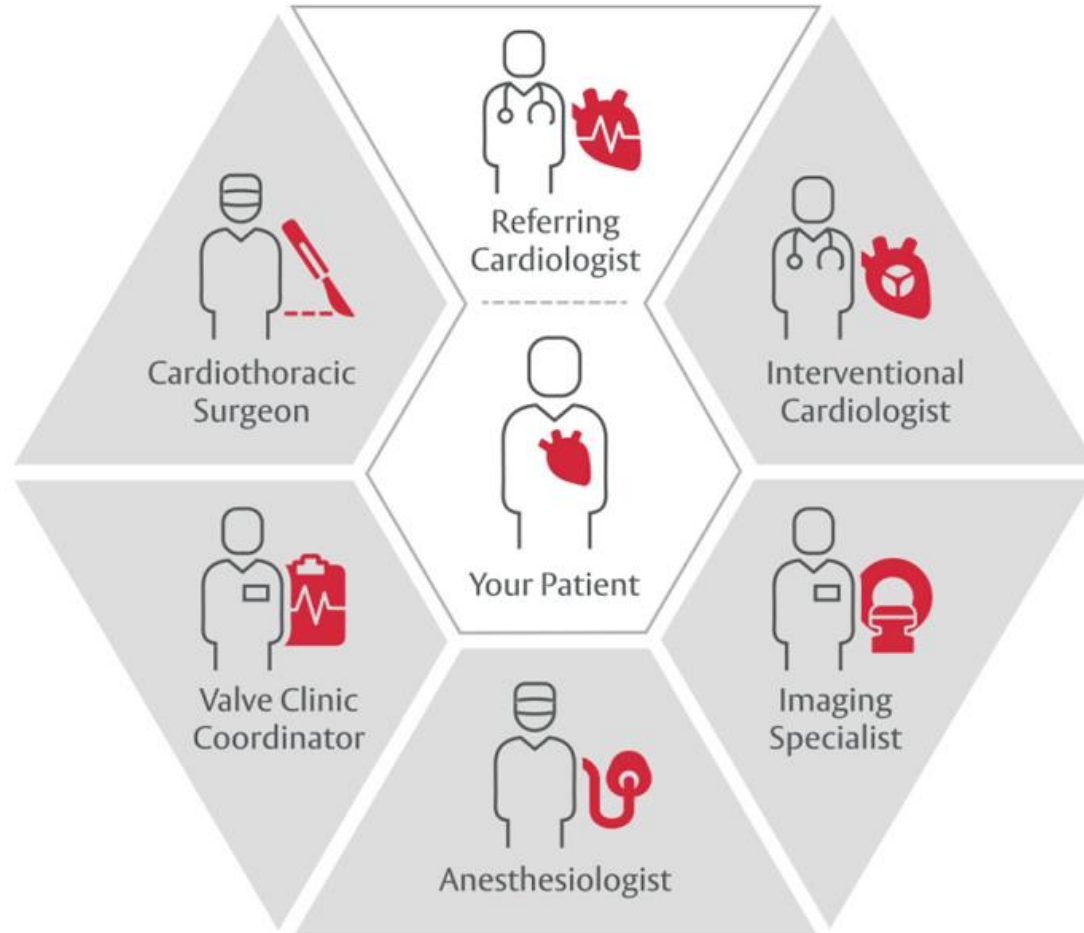 Referring
Cardiologist
Cardiothoracic
Surgeon
Interventional
Cardiologist
Your Patient
Valve Clinic
Coordinator
Imaging
Specialist
Anesthesiologist